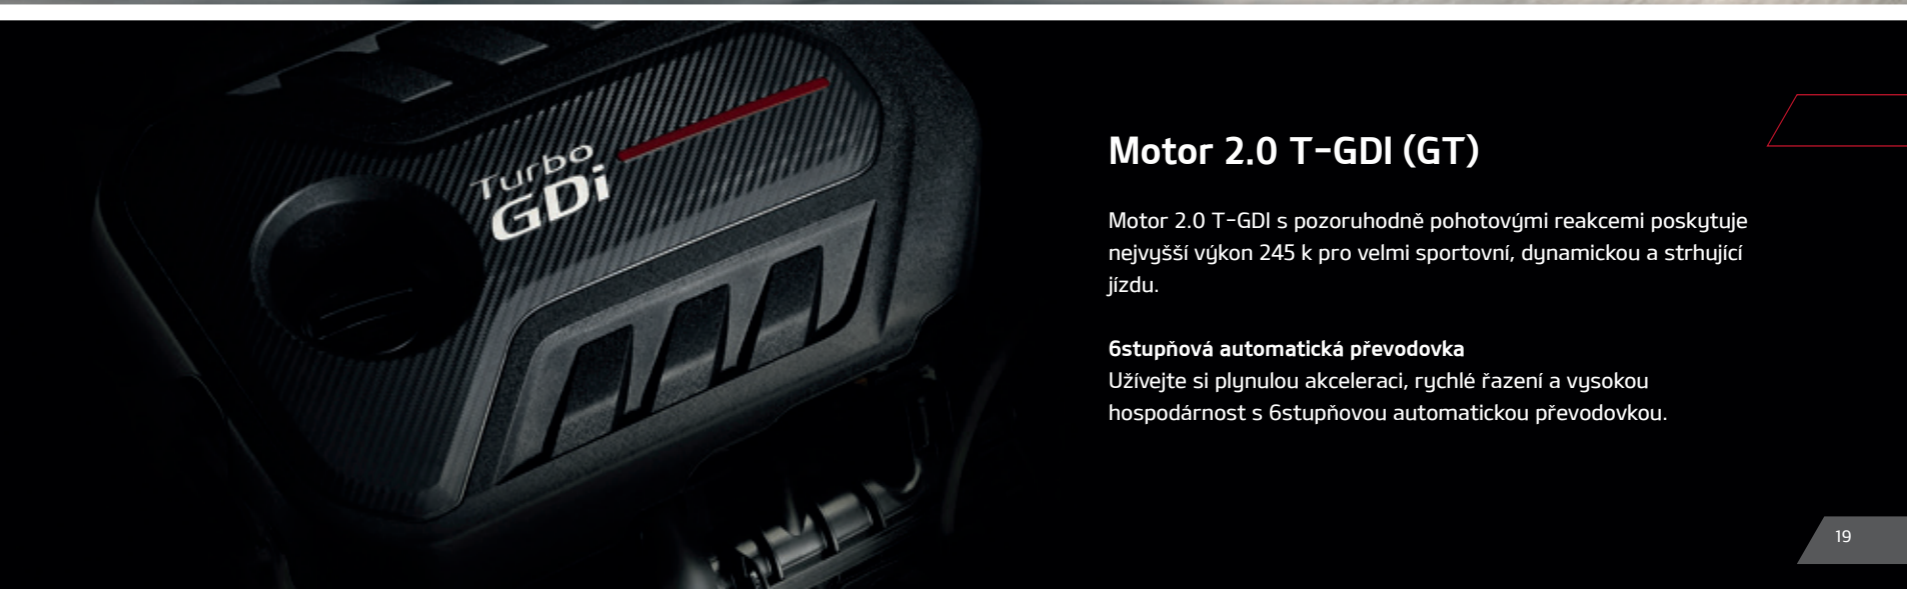 Turbo
GDi
Motor 2.0 T-GDI (GT)
Motor 2.0 T-GDI s pozoruhodně pohotovými reakcemi poskytuje
nejvyšší výkon 245 k pro velmi sportovní, dynamickou a strhující
jízdu.
6stupňová automatická převodovka
Užívejte si plynulou akceleraci, rychlé řazení a vysokou
hospodárnost s 6stupňovou automatickou převodovkou.
19